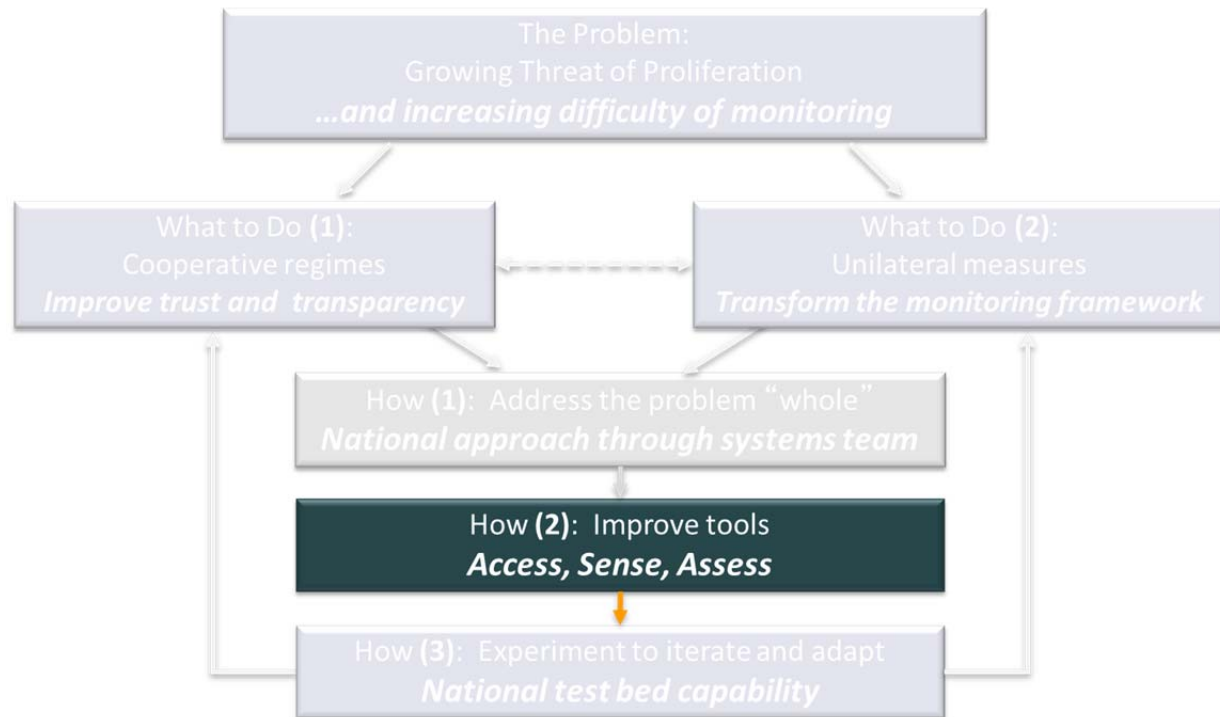 The Problem:
Growing Threat of Proliferation
…and increasing difficulty of monitoring
What to Do (1):
Cooperative regimes
Improve trust and transparency
What to Do (2):
Unilateral measures
Transform the monitoring framework
How (1): Address the problem “whole”
National approach through systems team
How (2): Improve tools
Access, Sense, Assess
How (3): Experiment to iterate and adapt
National test bed capability